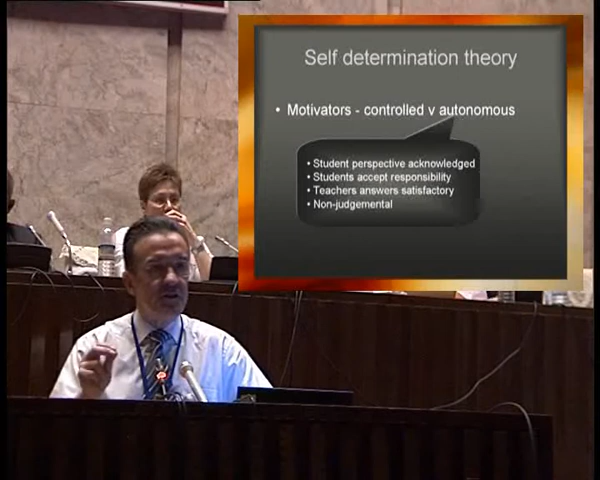 Self determination theory
• Motivators - controlled v autonomous
• Student perspective acknowledged
• Students accept responsibility
• Teachers answers satisfactory
• Non-judgemental